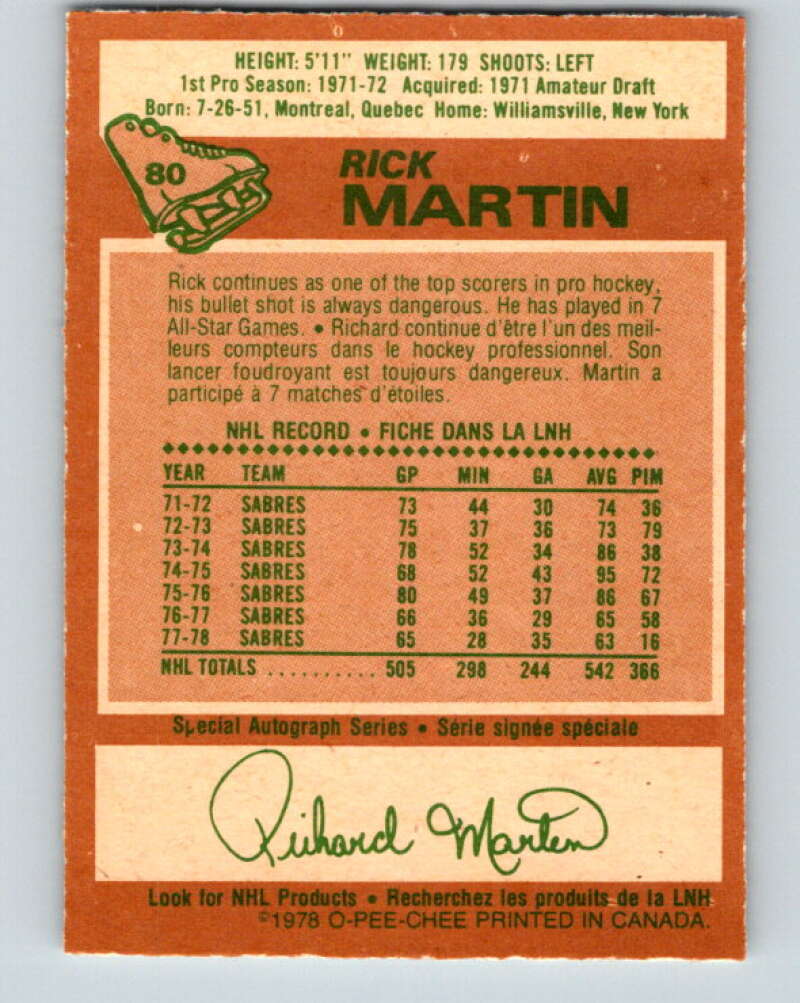 HEIGHT: 5'11" WEIGHT: 179 SHOOTS: LEFT
1st Pro Season: 1971-72 Acquired: 1971 Amateur Draft
Born: 7-26-51, Montreal, Quebec Home: Williamsville, New York
80
RICK
MARTIN
Rick continues as one of the top scorers in pro hockey,
his bullet shot is always dangerous. He has played in 7
All-Star Games. • Richard continue d'être l'un des meil-
leurs compteurs dans le hockey professionnel. Son
lancer foudroyant est toujours dangereux. Martin a
participé à 7 matches d'étoiles.
NHL RECORD • FICHE DANS LA LNH
YEAR TEAM GP MIN GA AVG PIM
71-72 SABRES 73 44 30 74 36
72-73 SABRES 75 37 36 73 79
73-74 SABRES 78 52 34 86 38
74-75 SABRES 68 52 43 95 72
75-76 SABRES 80 49 37 86 67
76-77 SABRES 66 36 29 65 58
77-78 SABRES 65 28 35 63 16
NHL TOTALS .......... 505 298 244 542 366
Special Autograph Series • Série signée spéciale
Richard Martin
Look for NHL Products • Recherchez les produits de la LNH
©1978 O-PEE-CHEE PRINTED IN CANADA.